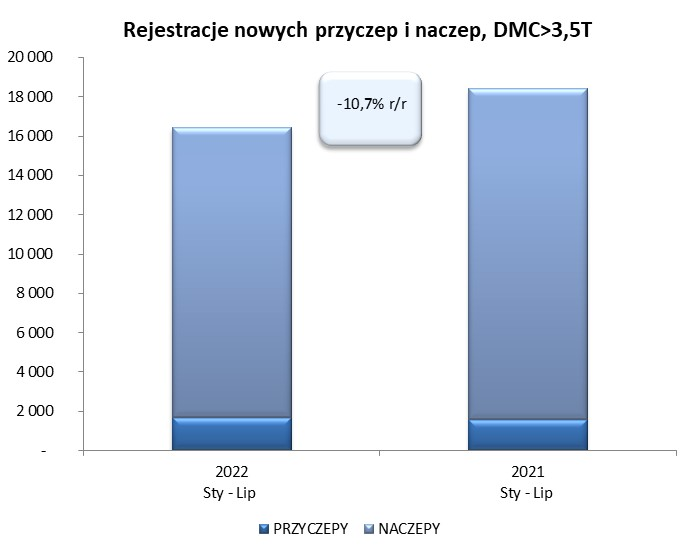 Rejestracje nowych przyczep i naczep, DMC>3,5T
20 000
18 000
16 000
14 000
12 000
10 000
8 000
6 000
4 000
2 000
-
-10,7% r/r
2022
Sty - Lip
2021
Sty - Lip
PRZYCZEPY
NACZEPY